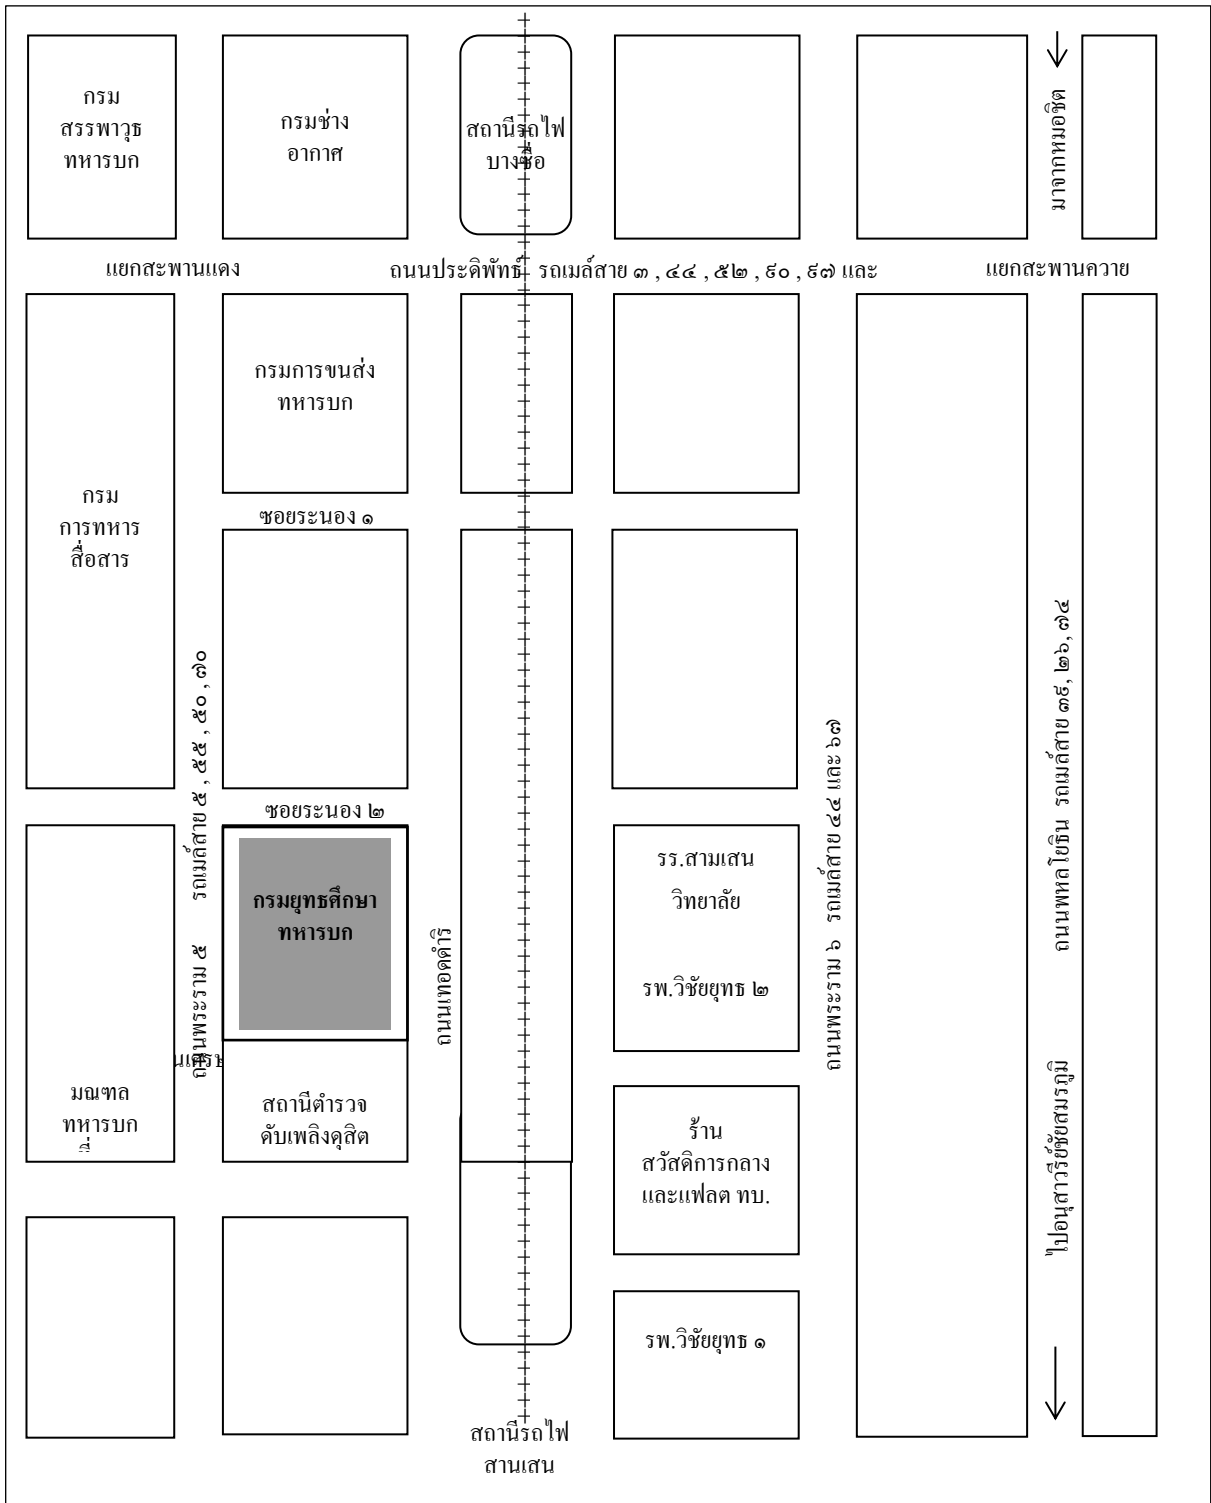 กรม
สรรพาวุธ
ทหารบก
กรมช่าง
อากาศ
สถานีรถไฟ
บางซื่อ
มาจากหมอชิต
แยกสะพานแดง
ถนนประดิพัทธ์ รถเมล์สาย ๓ , ๔๔ , ๕๒ , ๙๐ , ๙๗ และ
แยกสะพานควาย
กรมการขนส่ง
ทหารบก
กรม
การทหาร
สื่อสาร
ซอยระนอง ๑
ซอยระนอง ๒
ถนนพระราม ๕ รถเมล์สาย ๕ , ๕๕ , ๕๐ , ๗๐
กรมยุทธศึกษา
ทหารบก
ถนนเทอดดำริ
รร.สามเสน
วิทยาลัย
รพ.วิชัยยุทธ ๒
ถนนพระราม ๖ รถเมล์สาย ๔๔ และ ๖๗
ถนนพหลโยธิน รถเมล์สาย ๓๙, ๒๖, ๗๔
มณฑล
ทหารบก
ที่
สถานีตำรวจ
ดับเพลิงดุสิต
ร้าน
สวัสดิการกลาง
และแฟลต ทบ.
ไปอนุสาวรีย์ชัยสมรภูมิ
รพ.วิชัยยุทธ ๑
สถานีรถไฟ
สานเสน